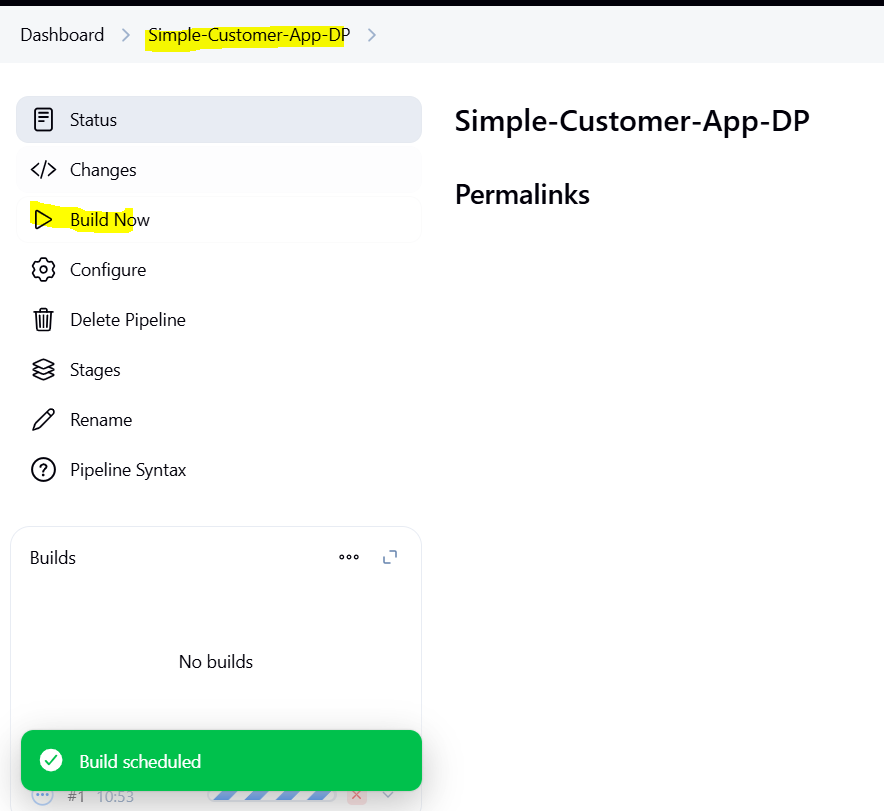 Dashboard > Simple-Customer-App-DP >
Status
Changes
Build Now
Configure
Delete Pipeline
Stages
Rename
Pipeline Syntax
Simple-Customer-App-DP
Permalinks
Builds
No builds
Build scheduled
#1 10:53